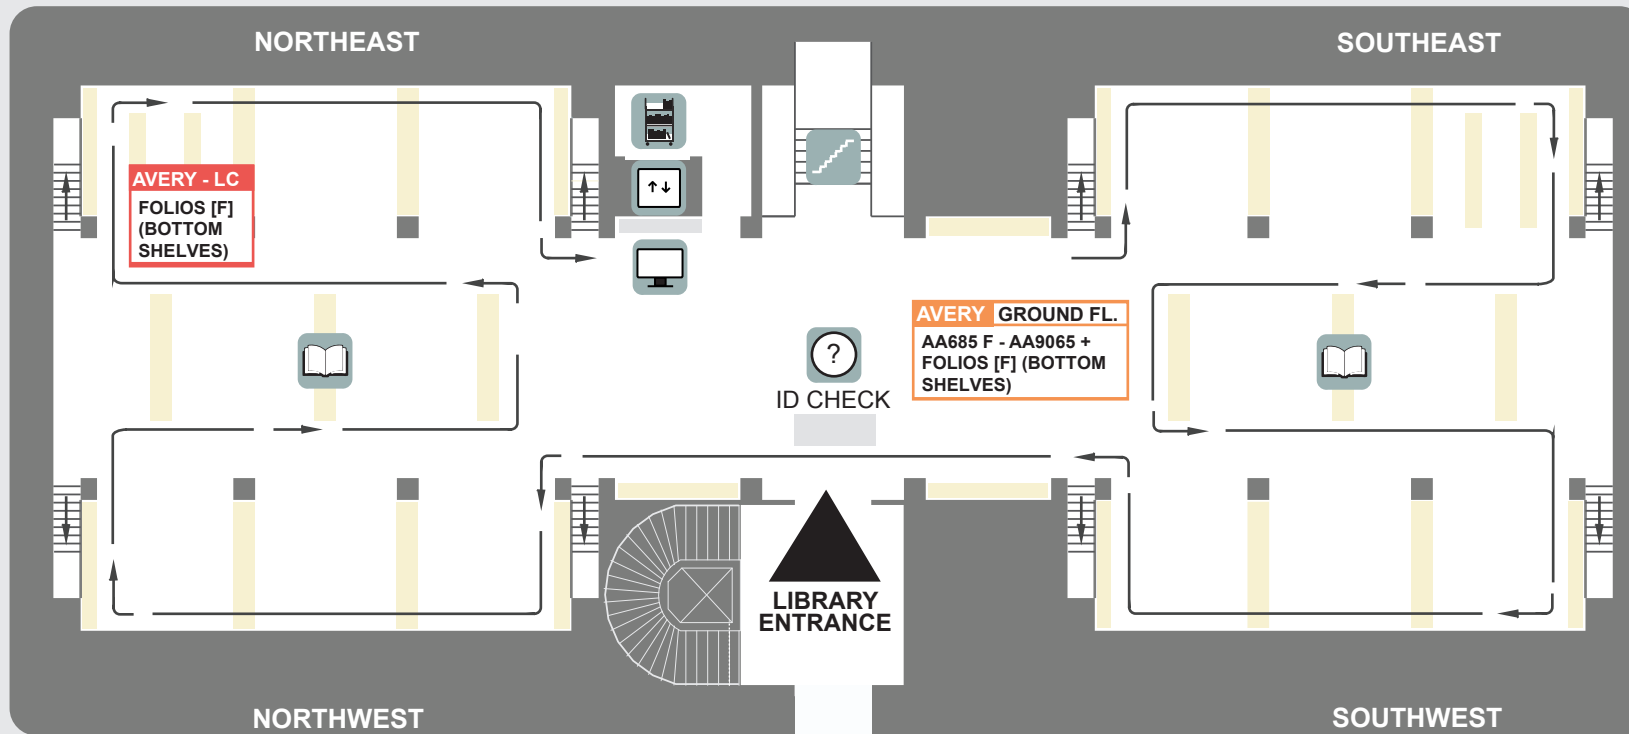 NORTHEAST
SOUTHEAST
AVERY - LC
FOLIOS [F]
(BOTTOM
SHELVES)
AVERY GROUND FL.
AA685 F - AA9065 +
FOLIOS [F] (BOTTOM
SHELVES)
?
ID CHECK
LIBRARY
ENTRANCE
NORTHWEST
SOUTHWEST